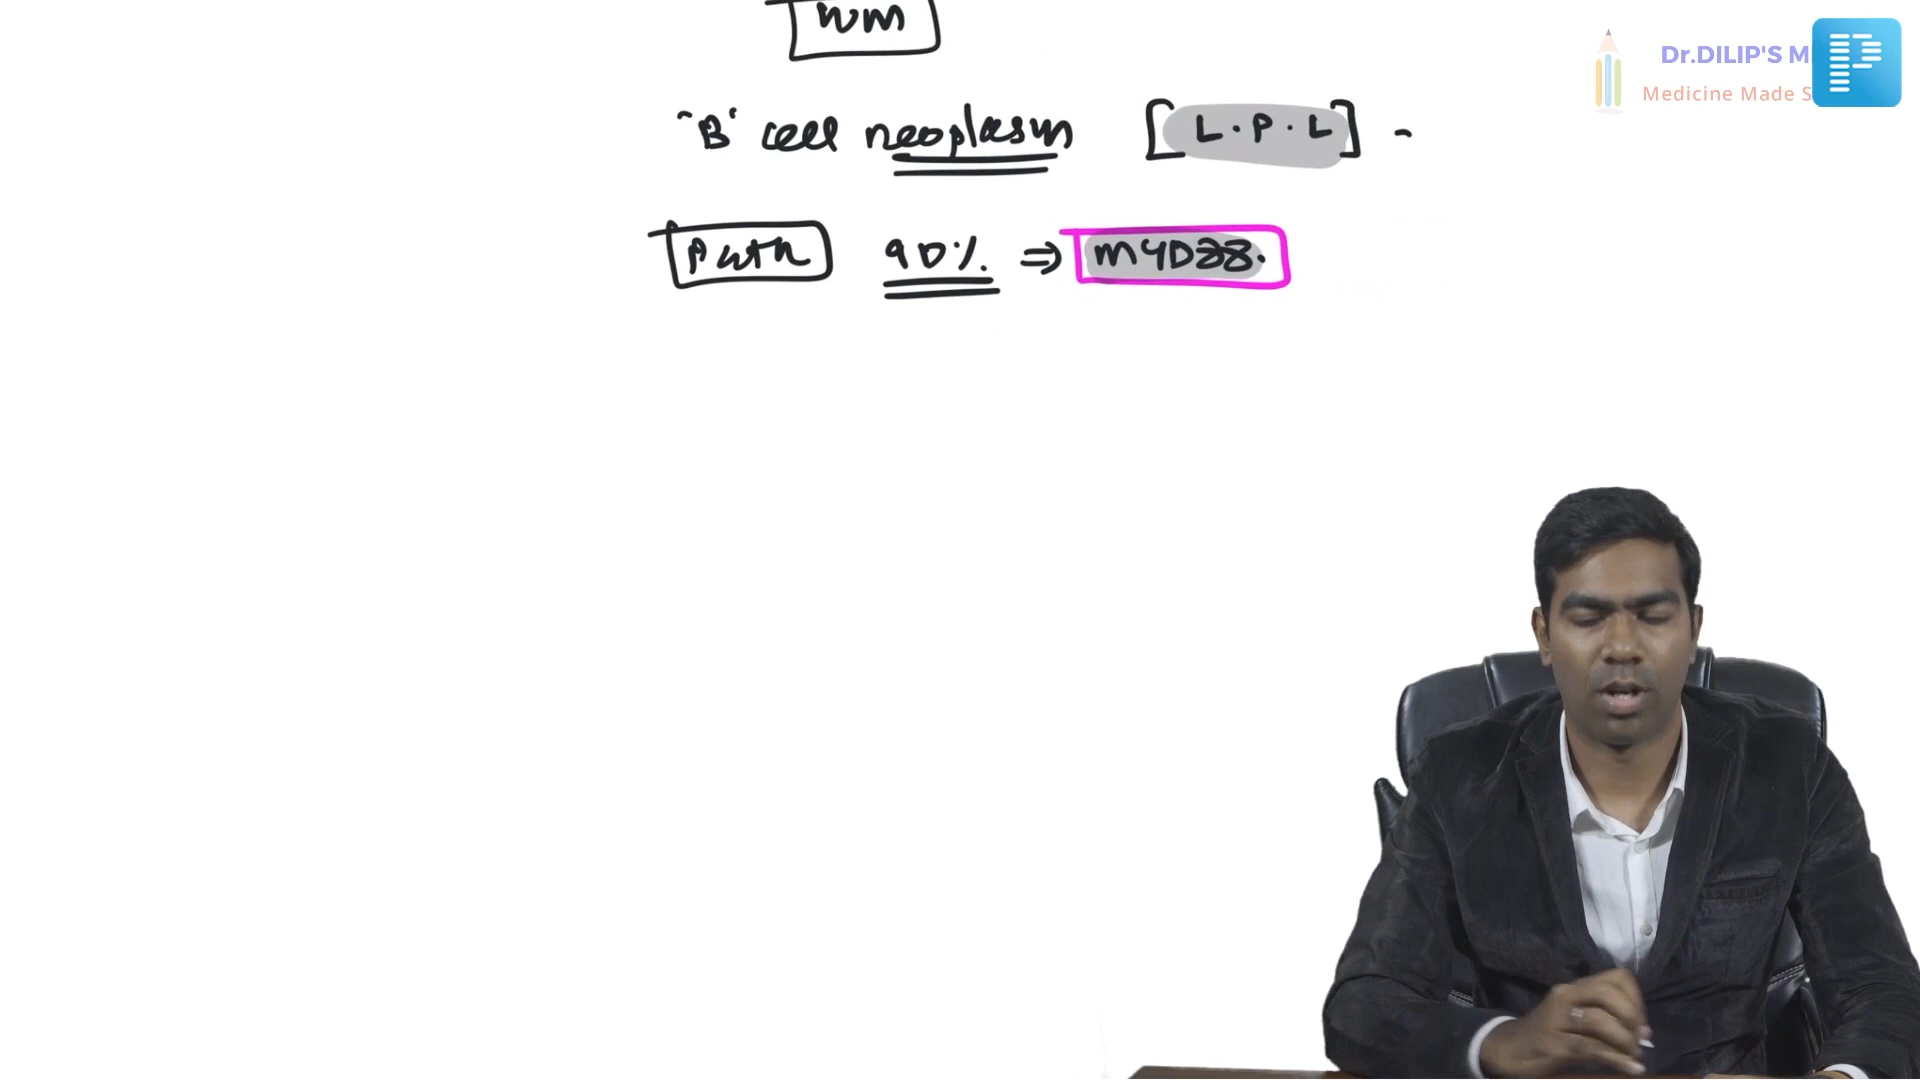 WM
Dr.DILIP'S M
Medicine Made S
"B" cell neoplasm [L.P.L] -
Path 90% ⇒ MYD88.